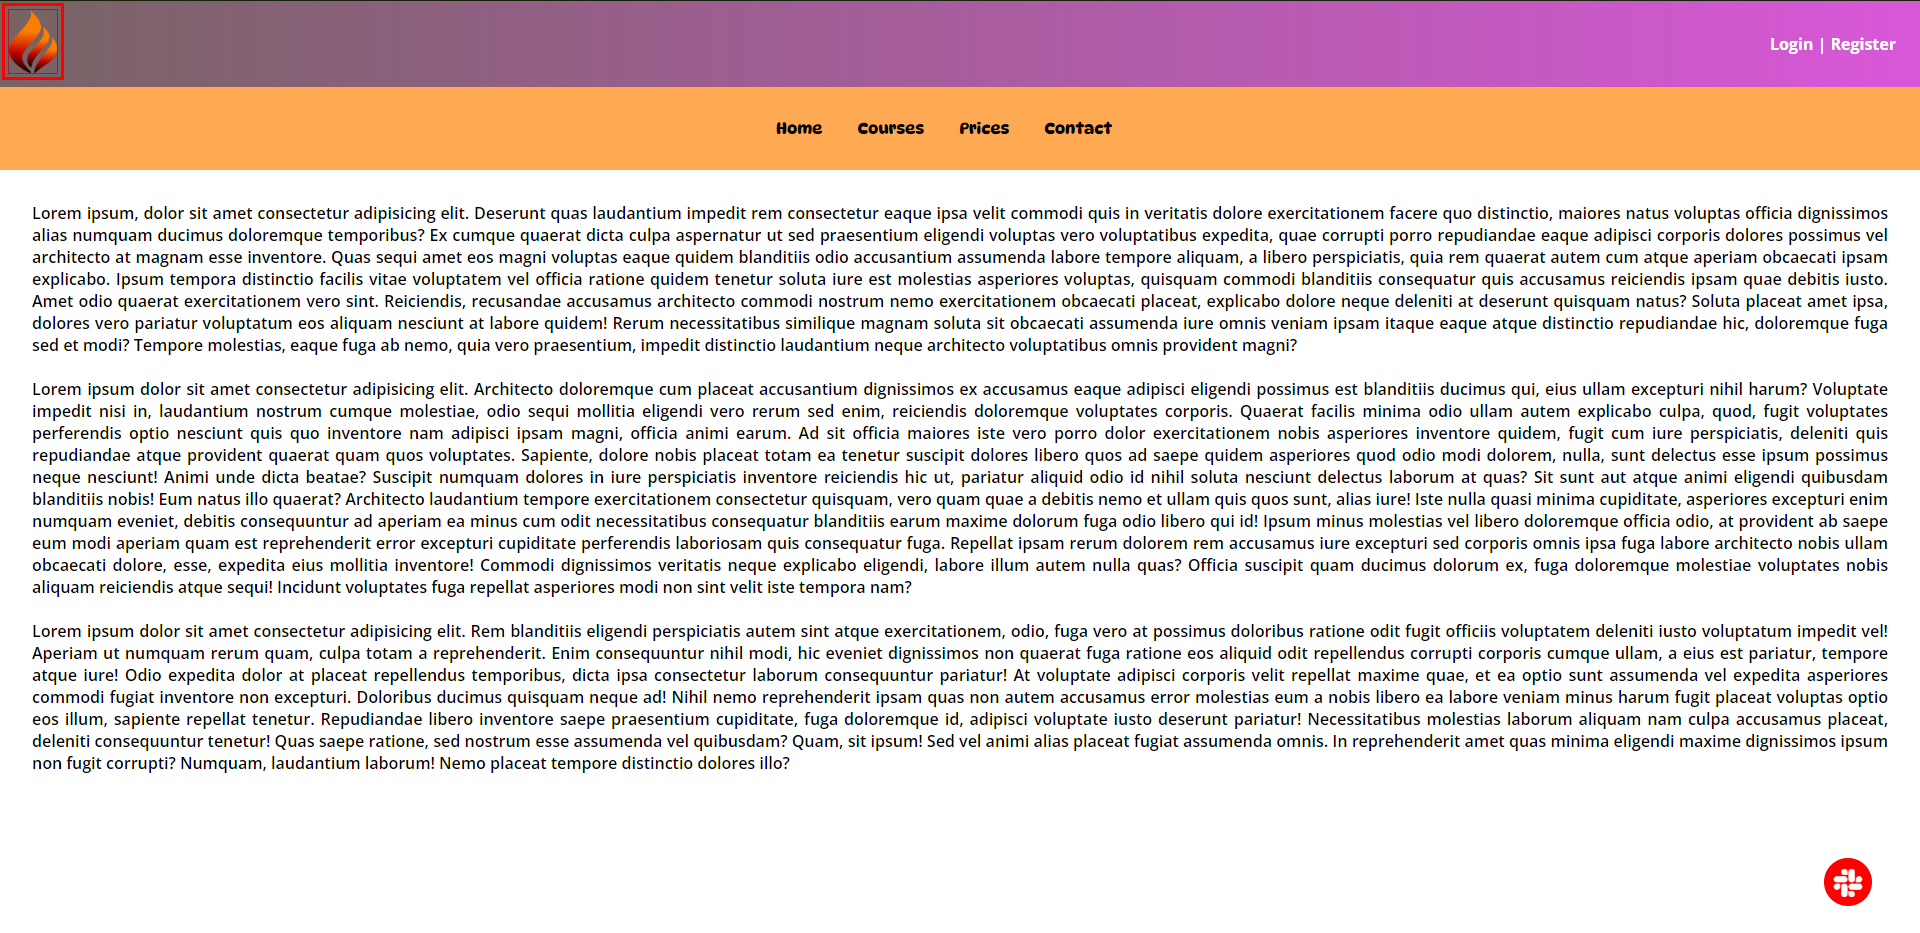 Login | Register
Home Courses Prices Contact
Lorem ipsum, dolor sit amet consectetur adipisicing elit. Deserunt quas laudantium impedit rem consectetur eaque ipsa velit commodi quis in veritatis dolore exercitationem facere quo distinctio, maiores natus voluptas officia dignissimos
alias numquam ducimus doloremque temporibus? Ex cumque quaerat dicta culpa aspernatur ut sed praesentium eligendi voluptas vero voluptatibus expedita, quae corrupti porro repudiandae eaque adipisci corporis dolores possimus vel
architecto at magnam esse inventore. Quas sequi amet eos magni voluptas eaque quidem blanditiis odio accusantium assumenda labore tempore aliquam, a libero perspiciatis, quia rem quaerat autem cum atque aperiam obcaecati ipsam
explicabo. Ipsum tempora distinctio facilis vitae voluptatem vel officia ratione quidem tenetur soluta iure est molestias asperiores voluptas, quisquam commodi blanditiis consequatur quis accusamus reiciendis ipsam quae debitis iusto.
Amet odio quaerat exercitationem vero sint. Reiciendis, recusandae accusamus architecto commodi nostrum nemo exercitationem obcaecati placeat, explicabo dolore neque deleniti at deserunt quisquam natus? Soluta placeat amet ipsa,
dolores vero pariatur voluptatum eos aliquam nesciunt at labore quidem! Rerum necessitatibus similique magnam soluta sit obcaecati assumenda iure omnis veniam ipsam itaque eaque atque distinctio repudiandae hic, doloremque fuga
sed et modi? Tempore molestias, eaque fuga ab nemo, quia vero praesentium, impedit distinctio laudantium neque architecto voluptatibus omnis provident magni?
Lorem ipsum dolor sit amet consectetur adipisicing elit. Architecto doloremque cum placeat accusantium dignissimos ex accusamus eaque adipisci eligendi possimus est blanditiis ducimus qui, eius ullam excepturi nihil harum? Voluptate
impedit nisi in, laudantium nostrum cumque molestiae, odio sequi mollitia eligendi vero rerum sed enim, reiciendis doloremque voluptates corporis. Quaerat facilis minima odio ullam autem explicabo culpa, quod, fugit voluptates
perferendis optio nesciunt quis quo inventore nam adipisci ipsam magni, officia animi earum. Ad sit officia maiores iste vero porro dolor exercitationem nobis asperiores inventore quidem, fugit cum iure perspiciatis, deleniti quis
repudiandae atque provident quaerat quam quos voluptates. Sapiente, dolore nobis placeat totam ea tenetur suscipit dolores libero quos ad saepe quidem asperiores quod odio modi dolorem, nulla, sunt delectus esse ipsum possimus
neque nesciunt! Animi unde dicta beatae? Suscipit numquam dolores in iure perspiciatis inventore reiciendis hic ut, pariatur aliquid odio id nihil soluta nesciunt delectus laborum at quas? Sit sunt aut atque animi eligendi quibusdam
blanditiis nobis! Eum natus illo quaerat? Architecto laudantium tempore exercitationem consectetur quisquam, vero quam quae a debitis nemo et ullam quis quos sunt, alias iure! Iste nulla quasi minima cupiditate, asperiores excepturi enim
numquam eveniet, debitis consequuntur ad aperiam ea minus cum odit necessitatibus consequatur blanditiis earum maxime dolorum fuga odio libero qui id! Ipsum minus molestias vel libero doloremque officia odio, at provident ab saepe
eum modi aperiam quam est reprehenderit error excepturi cupiditate perferendis laboriosam quis consequatur fuga. Repellat ipsam rerum dolorem rem accusamus iure excepturi sed corporis omnis ipsa fuga labore architecto nobis ullam
obcaecati dolore, esse, expedita eius mollitia inventore! Commodi dignissimos veritatis neque explicabo eligendi, labore illum autem nulla quas? Officia suscipit quam ducimus dolorum ex, fuga doloremque molestiae voluptates nobis
aliquam reiciendis atque sequi! Incidunt voluptates fuga repellat asperiores modi non sint velit iste tempora nam?
Lorem ipsum dolor sit amet consectetur adipisicing elit. Rem blanditiis eligendi perspiciatis autem sint atque exercitationem, odio, fuga vero at possimus doloribus ratione odit fugit officiis voluptatem deleniti iusto voluptatum impedit vel!
Aperiam ut numquam rerum quam, culpa totam a reprehenderit. Enim consequuntur nihil modi, hic eveniet dignissimos non quaerat fuga ratione eos aliquid odit repellendus corrupti corporis cumque ullam, a eius est pariatur, tempore
atque iure! Odio expedita dolor at placeat repellendus temporibus, dicta ipsa consectetur laborum consequuntur pariatur! At voluptate adipisci corporis velit repellat maxime quae, et ea optio sunt assumenda vel expedita asperiores
commodi fugiat inventore non excepturi. Doloribus ducimus quisquam neque ad! Nihil nemo reprehenderit ipsam quas non autem accusamus error molestias eum a nobis libero ea labore veniam minus harum fugit placeat voluptas optio
eos illum, sapiente repellat tenetur. Repudiandae libero inventore saepe praesentium cupiditate, fuga doloremque id, adipisci voluptate iusto deserunt pariatur! Necessitatibus molestias laborum aliquam nam culpa accusamus placeat,
deleniti consequuntur tenetur! Quas saepe ratione, sed nostrum esse assumenda vel quibusdam? Quam, sit ipsum! Sed vel animi alias placeat fugiat assumenda omnis. In reprehenderit amet quas minima eligendi maxime dignissimos ipsum
non fugit corrupti? Numquam, laudantium laborum! Nemo placeat tempore distinctio dolores illo?